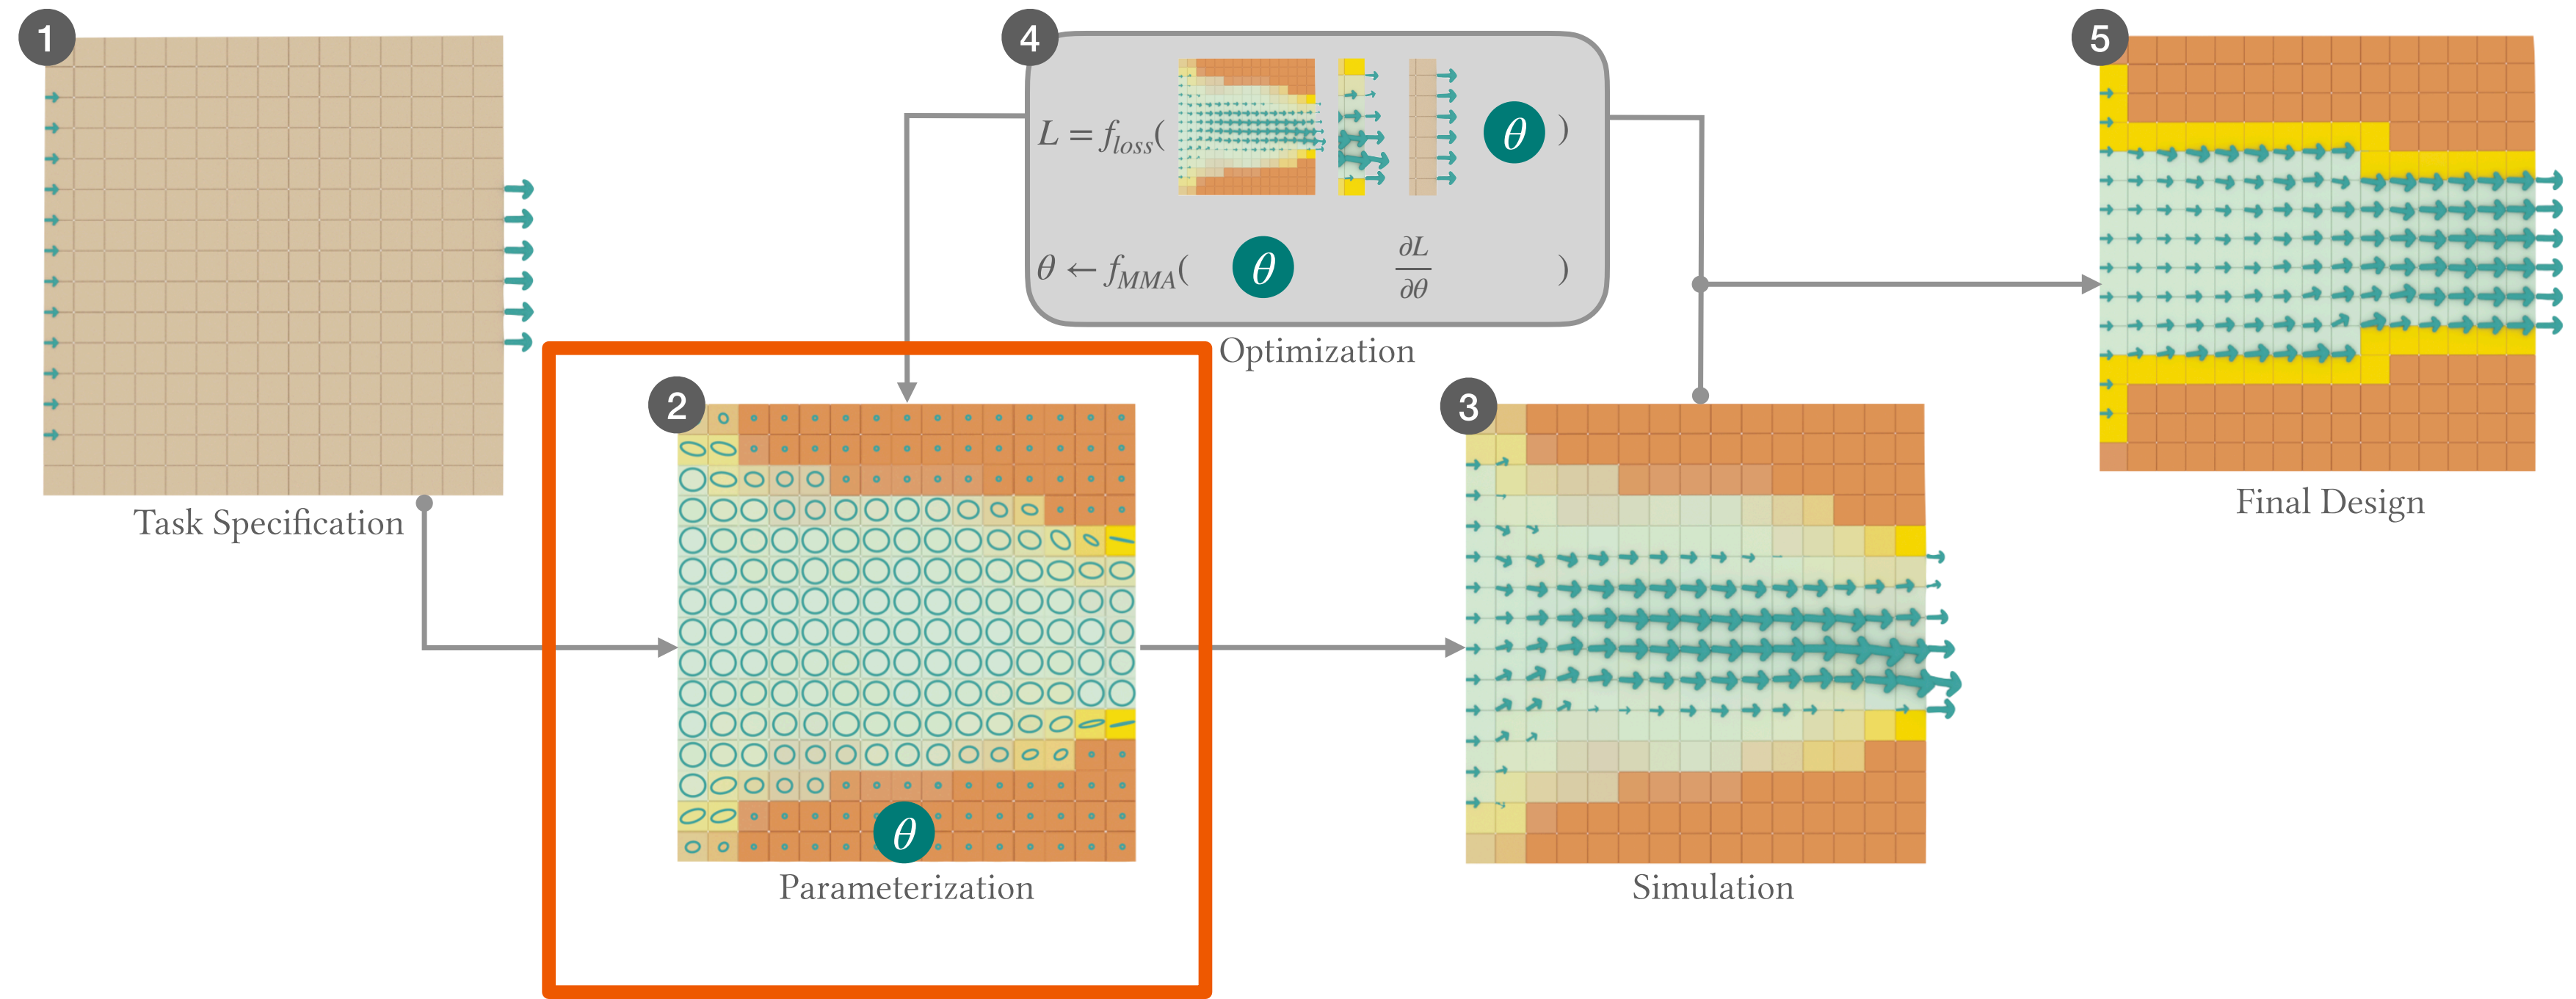 1
Task Specification
2
θ
Parameterization
3
Simulation
4
L = f_loss( θ )
θ ← f_MMA( θ ∂L/∂θ )
Optimization
5
Final Design